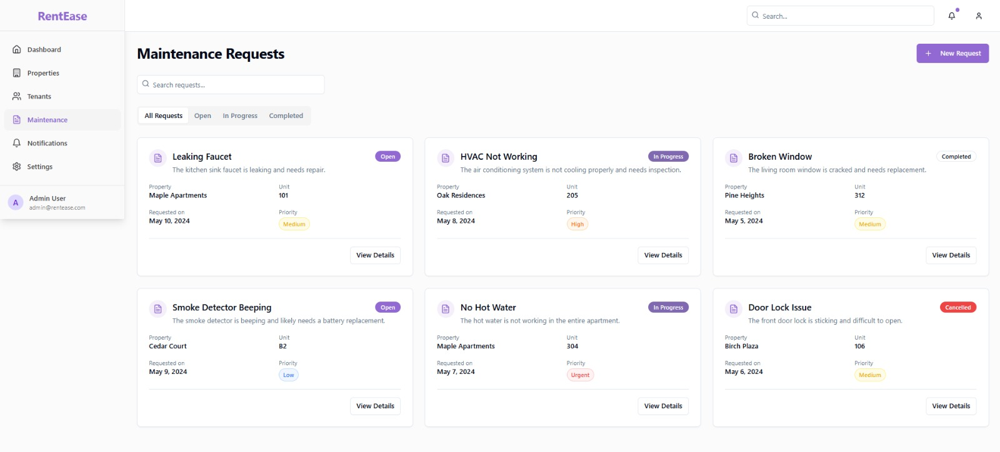 RentEase
Search...
Dashboard
Properties
Tenants
Maintenance
Notifications
Settings
A
Admin User
admin@rentease.com
Maintenance Requests
+ New Request
Search requests...
All Requests Open In Progress Completed
Leaking Faucet Open
The kitchen sink faucet is leaking and needs repair.
Property Unit
Maple Apartments 101
Requested on Priority
May 10, 2024 Medium
View Details
HVAC Not Working In Progress
The air conditioning system is not cooling properly and needs inspection.
Property Unit
Oak Residences 205
Requested on Priority
May 8, 2024 High
View Details
Broken Window Completed
The living room window is cracked and needs replacement.
Property Unit
Pine Heights 312
Requested on Priority
May 5, 2024 Medium
View Details
Smoke Detector Beeping Open
The smoke detector is beeping and likely needs a battery replacement.
Property Unit
Cedar Court B2
Requested on Priority
May 9, 2024 Low
View Details
No Hot Water In Progress
The hot water is not working in the entire apartment.
Property Unit
Maple Apartments 304
Requested on Priority
May 7, 2024 Urgent
View Details
Door Lock Issue Cancelled
The front door lock is sticking and difficult to open.
Property Unit
Birch Plaza 106
Requested on Priority
May 6, 2024 Medium
View Details